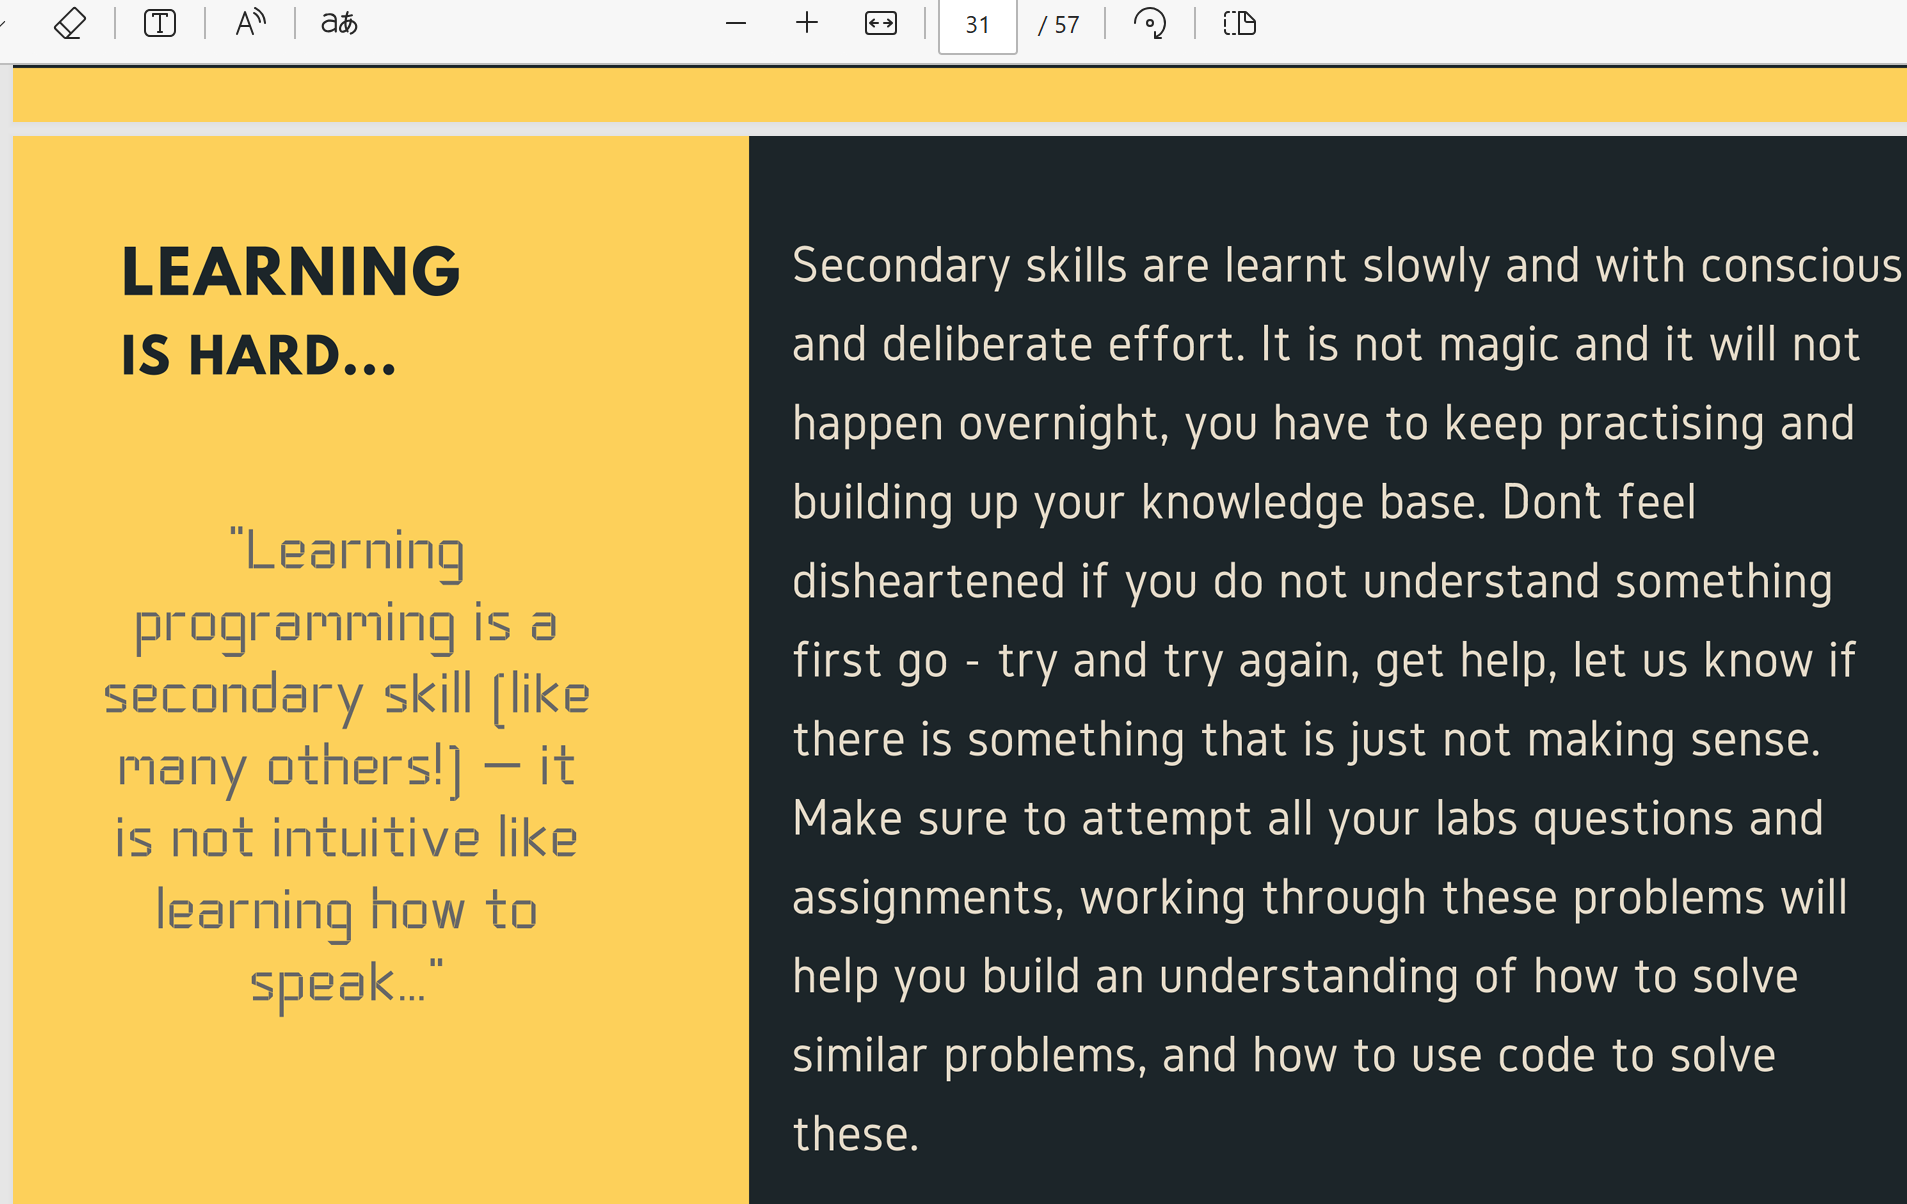 31 / 57
LEARNING
IS HARD...
"Learning
programming is a
secondary skill (like
many others!) – it
is not intuitive like
learning how to
speak..."
Secondary skills are learnt slowly and with conscious
and deliberate effort. It is not magic and it will not
happen overnight, you have to keep practising and
building up your knowledge base. Don't feel
disheartened if you do not understand something
first go - try and try again, get help, let us know if
there is something that is just not making sense.
Make sure to attempt all your labs questions and
assignments, working through these problems will
help you build an understanding of how to solve
similar problems, and how to use code to solve
these.